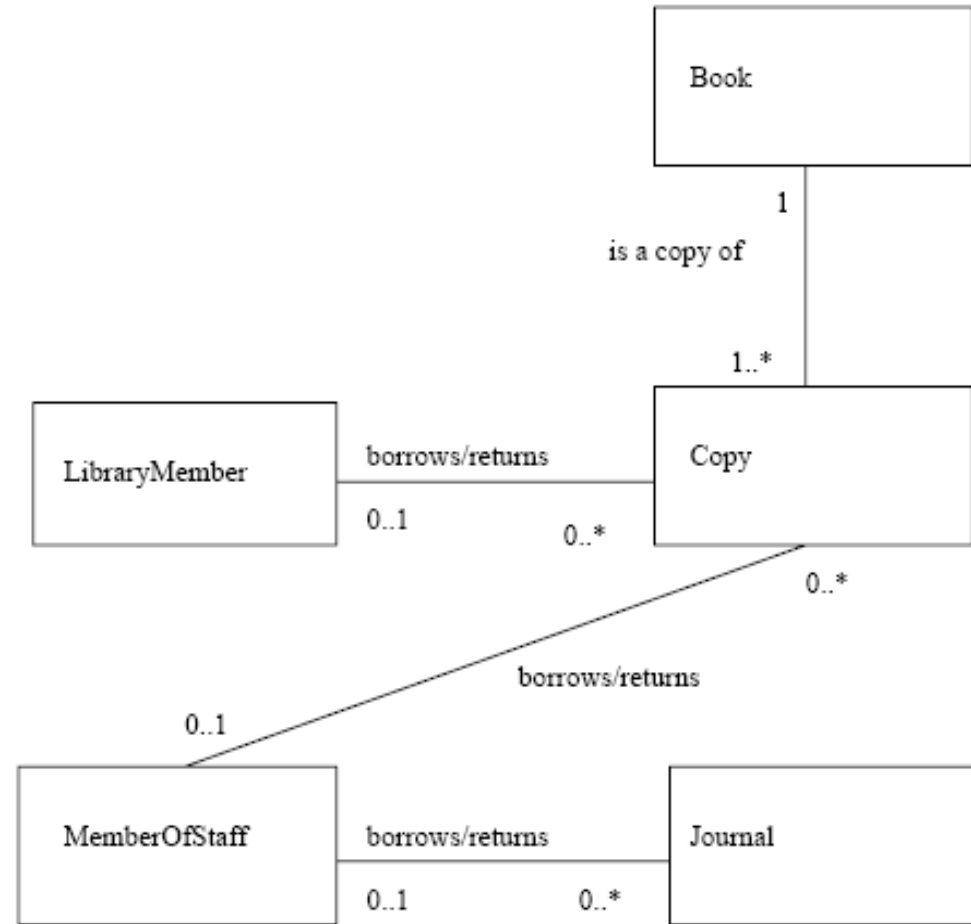 Book
1
is a copy of
1..*
LibraryMember
borrows/returns
Copy
0..1
0..*
0..*
borrows/returns
0..1
MemberOfStaff
borrows/returns
Journal
0..1
0..*